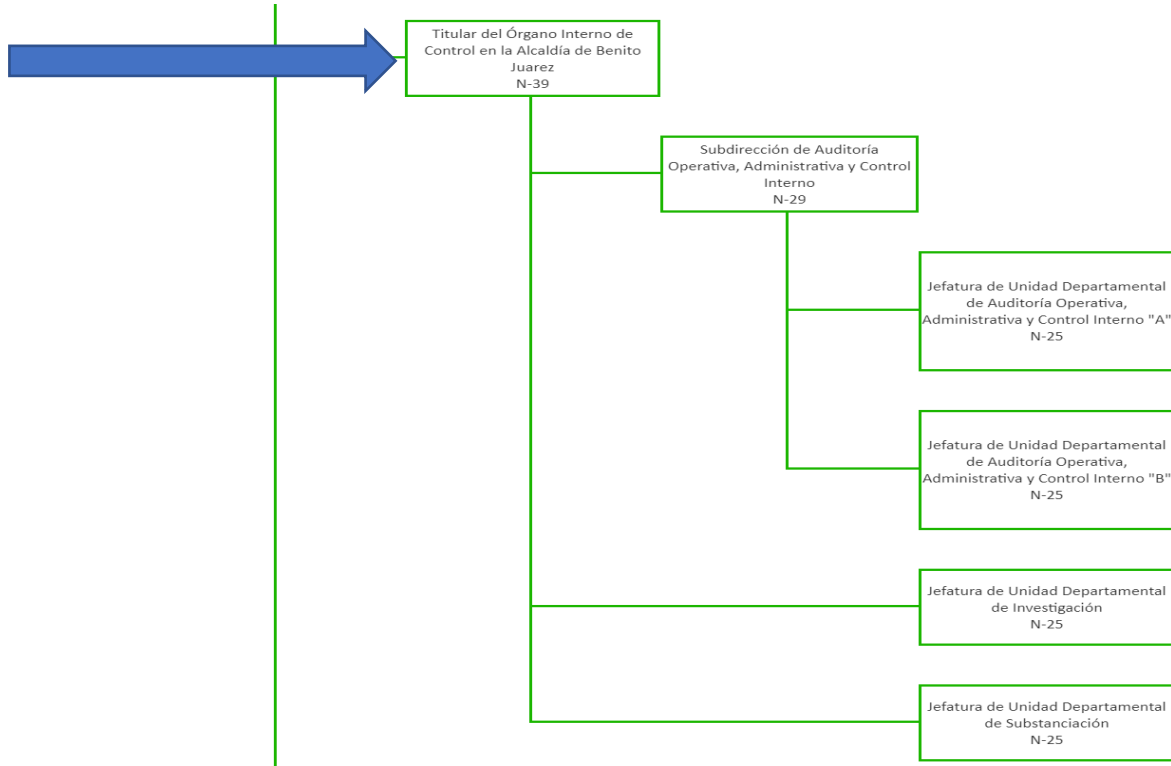 Titular del Órgano Interno de
Control en la Alcaldía de Benito
Juarez
N-39
Subdirección de Auditoría
Operativa, Administrativa y Control
Interno
N-29
Jefatura de Unidad Departamental
de Auditoría Operativa,
Administrativa y Control Interno "A"
N-25
Jefatura de Unidad Departamental
de Auditoría Operativa,
Administrativa y Control Interno "B"
N-25
Jefatura de Unidad Departamental
de Investigación
N-25
Jefatura de Unidad Departamental
de Substanciación
N-25